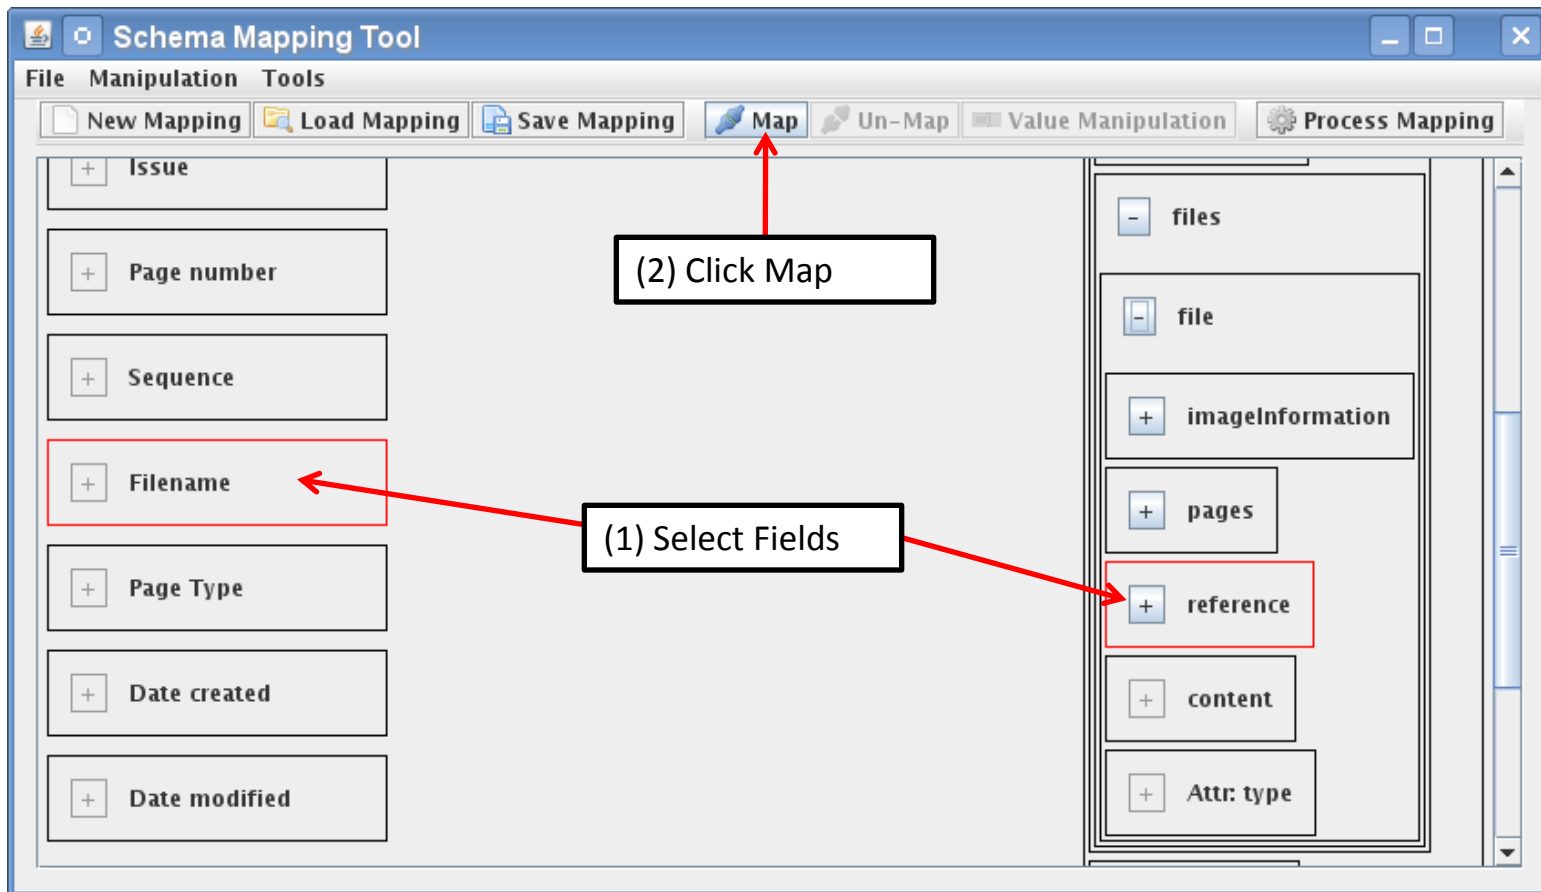 Schema Mapping Tool
File Manipulation Tools
New Mapping Load Mapping Save Mapping Map Un-Map Value Manipulation Process Mapping
Issue
Page number
Sequence
Filename
Page Type
Date created
Date modified
(2) Click Map
(1) Select Fields
files
file
imageInformation
pages
reference
content
Attr: type